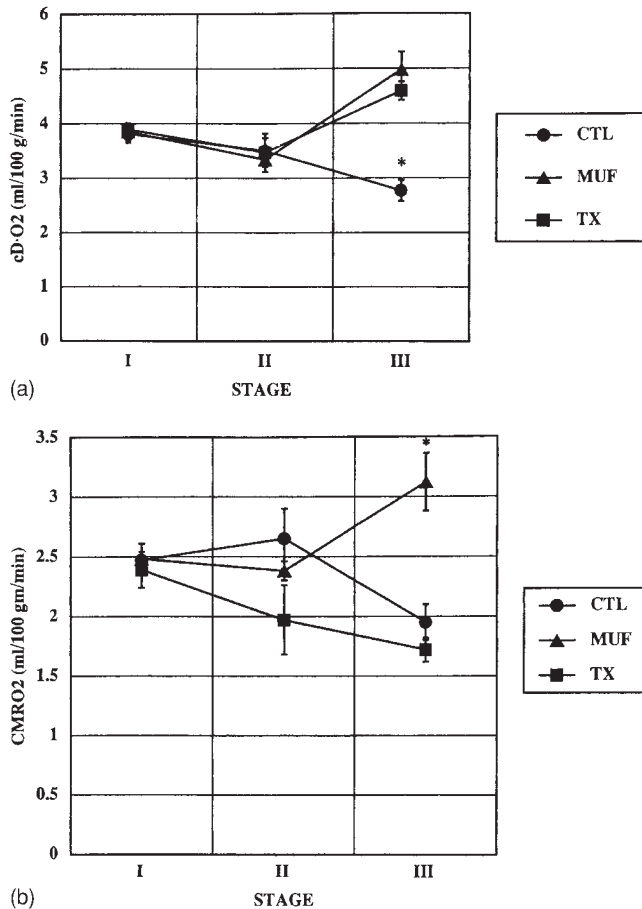 6
5
4
3
2
1
0
cD·O2 (ml/100 g/min)
*
I II III
STAGE
CTL
MUF
TX
(a)
3.5
3
2.5
2
1.5
1
0.5
0
CMRO2 (ml/100 gm/min)
*
I II III
STAGE
CTL
MUF
TX
(b)